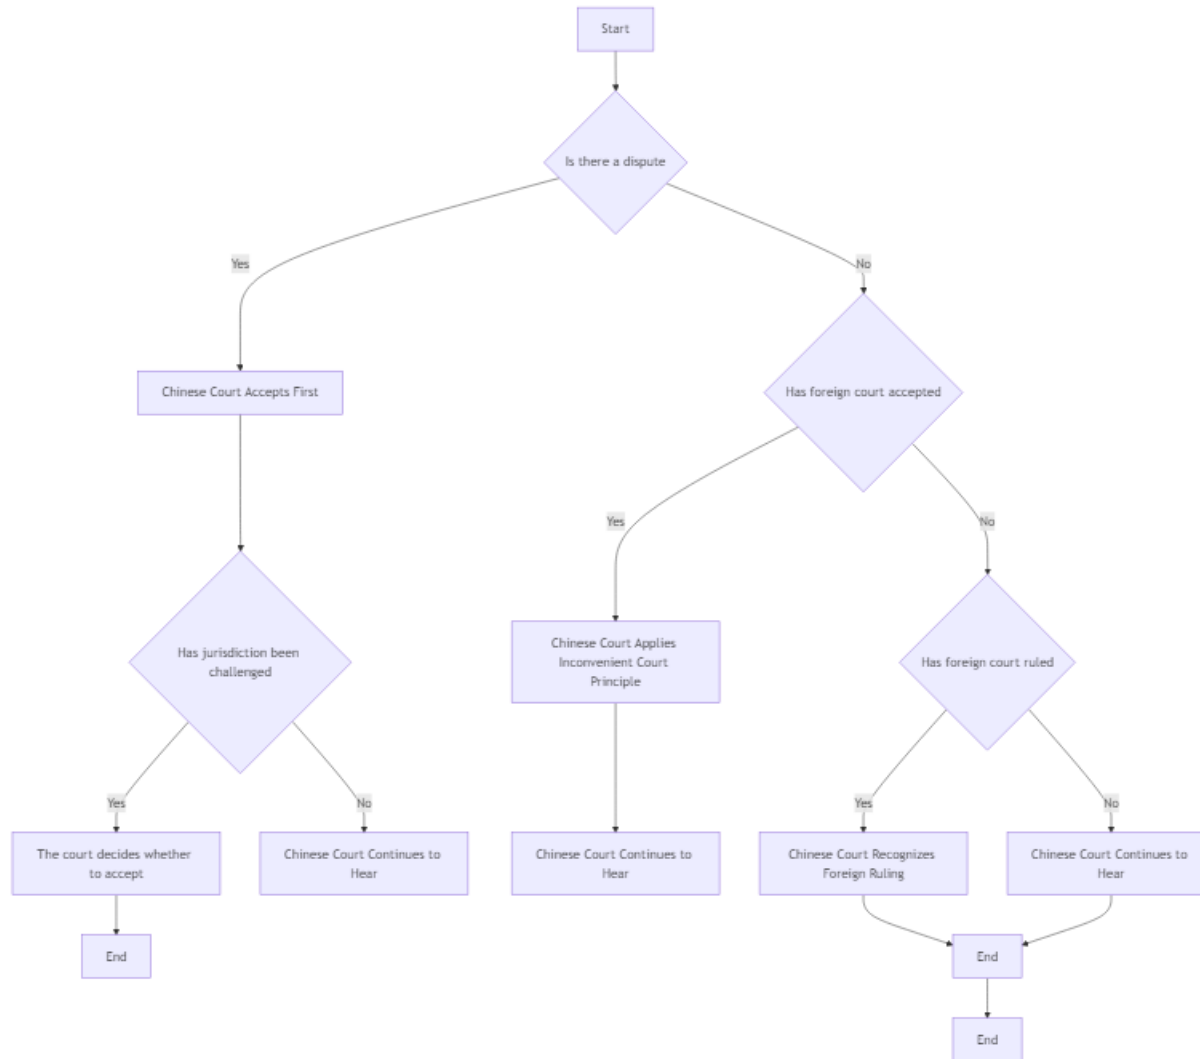 Start
Is there a dispute
Yes
No
Chinese Court Accepts First
Has foreign court accepted
Yes
No
Has jurisdiction been
challenged
Chinese Court Applies
Inconvenient Court
Principle
Has foreign court ruled
Yes
No
Yes
No
The court decides whether
to accept
Chinese Court Continues to
Hear
Chinese Court Continues to
Hear
Chinese Court Recognizes
Foreign Ruling
Chinese Court Continues to
Hear
End
End
End